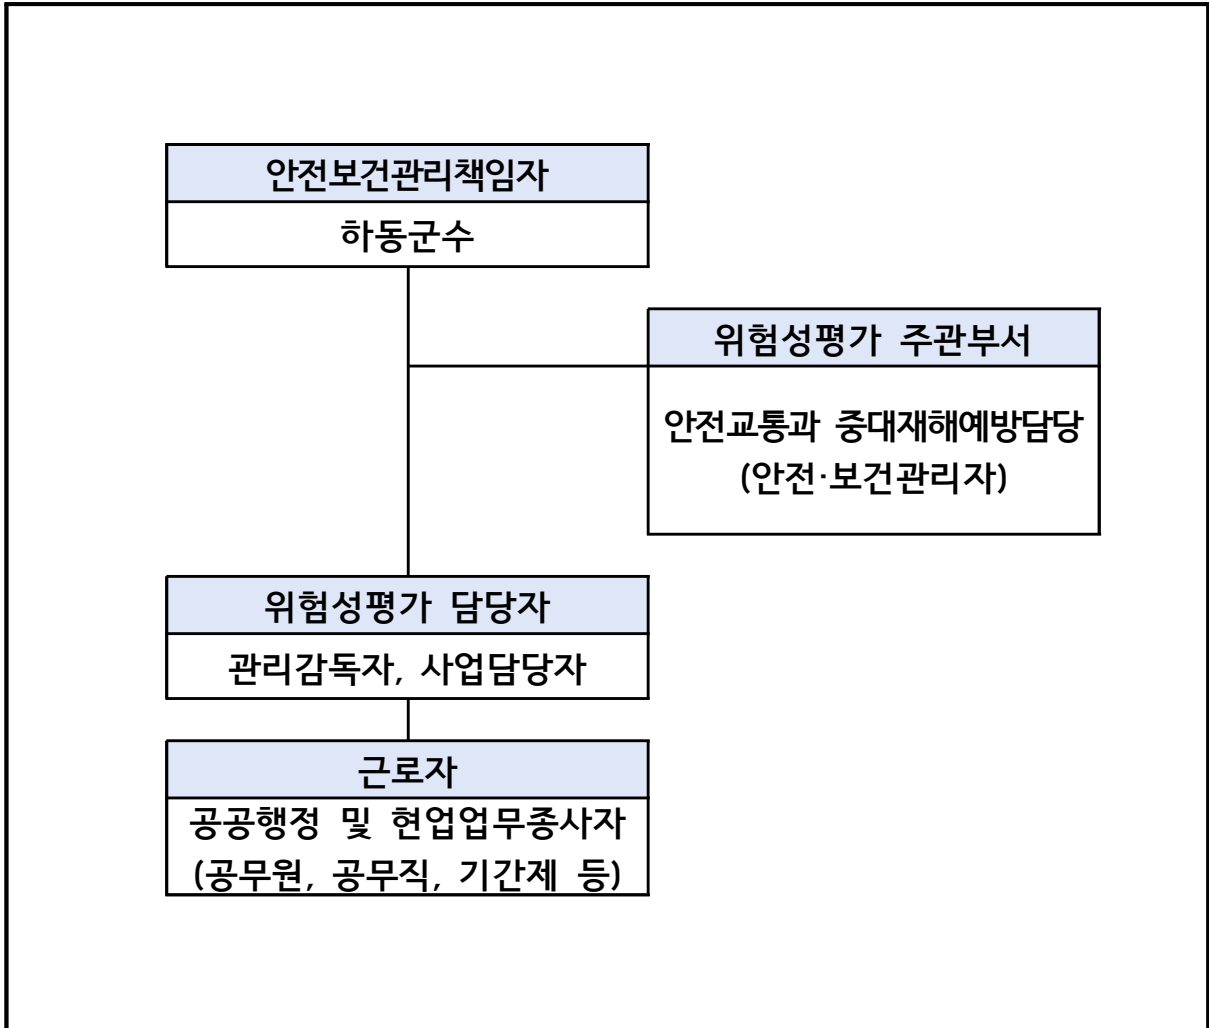 안전보건관리책임자
하동군수
위험성평가 주관부서
안전교통과 중대재해예방담당
(안전·보건관리자)
위험성평가 담당자
관리감독자, 사업담당자
근로자
공공행정 및 현업업무종사자
(공무원, 공무직, 기간제 등)